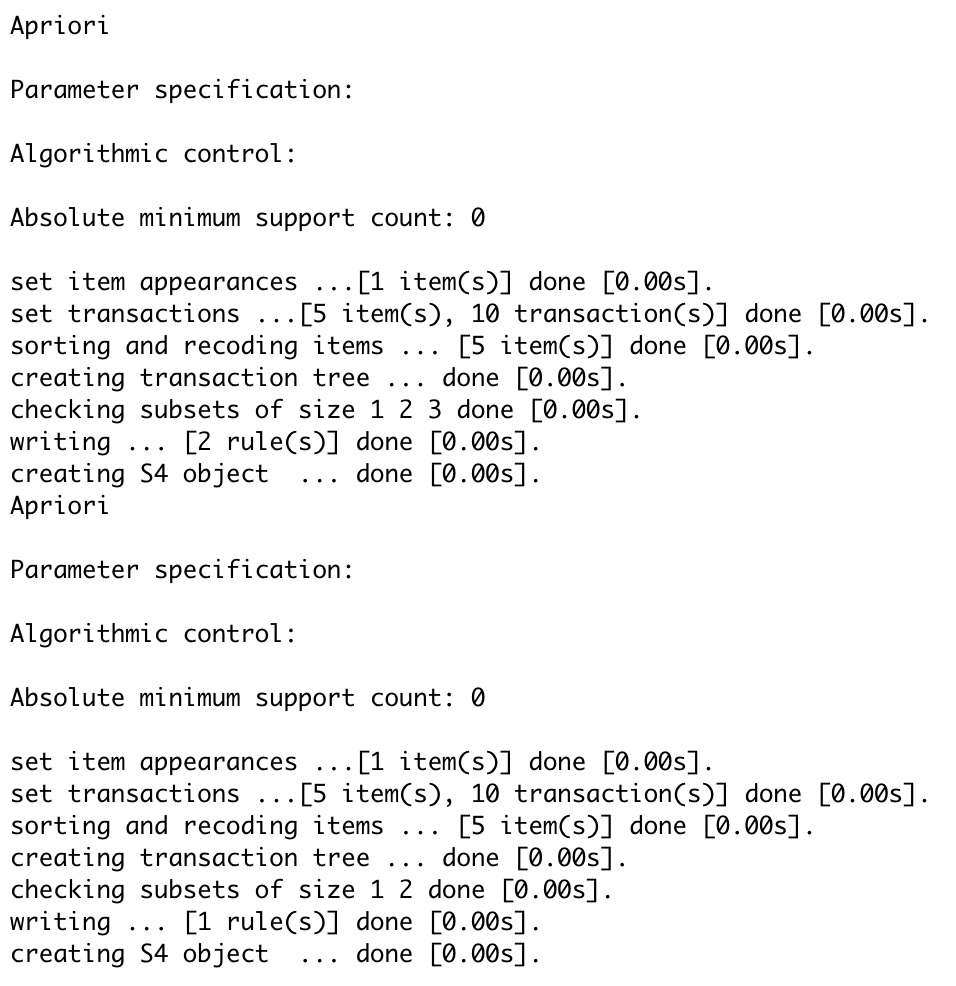 Apriori
Parameter specification:
Algorithmic control:
Absolute minimum support count: 0
set item appearances ...[1 item(s)] done [0.00s].
set transactions ...[5 item(s), 10 transaction(s)] done [0.00s].
sorting and recoding items ... [5 item(s)] done [0.00s].
creating transaction tree ... done [0.00s].
checking subsets of size 1 2 3 done [0.00s].
writing ... [2 rule(s)] done [0.00s].
creating S4 object  ... done [0.00s].
Apriori
Parameter specification:
Algorithmic control:
Absolute minimum support count: 0
set item appearances ...[1 item(s)] done [0.00s].
set transactions ...[5 item(s), 10 transaction(s)] done [0.00s].
sorting and recoding items ... [5 item(s)] done [0.00s].
creating transaction tree ... done [0.00s].
checking subsets of size 1 2 done [0.00s].
writing ... [1 rule(s)] done [0.00s].
creating S4 object  ... done [0.00s].